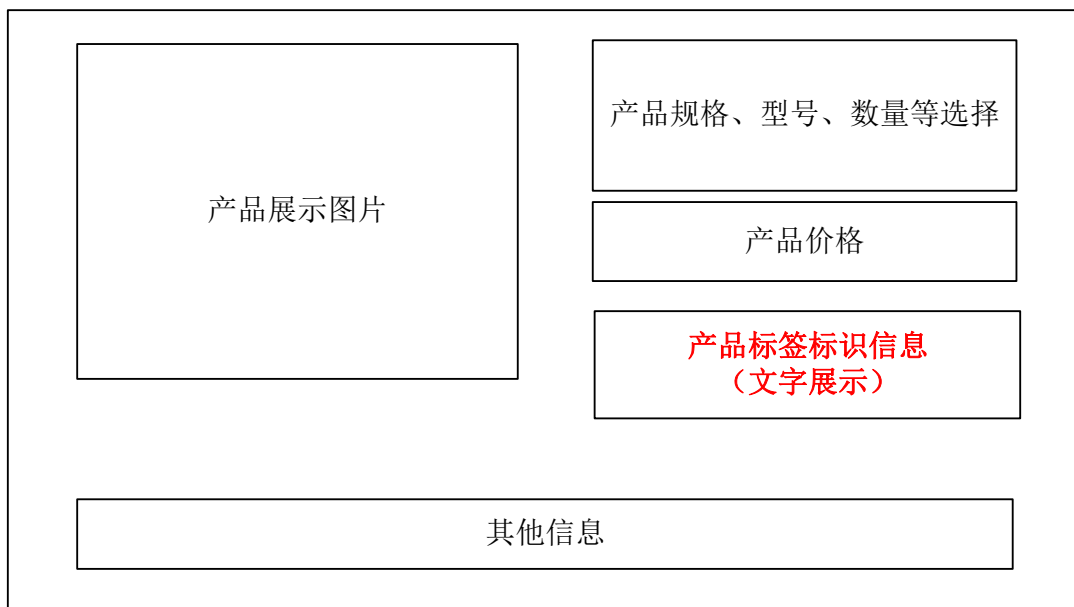 产品展示图片
产品规格、型号、数量等选择
产品价格
产品标签标识信息
（文字展示）
其他信息